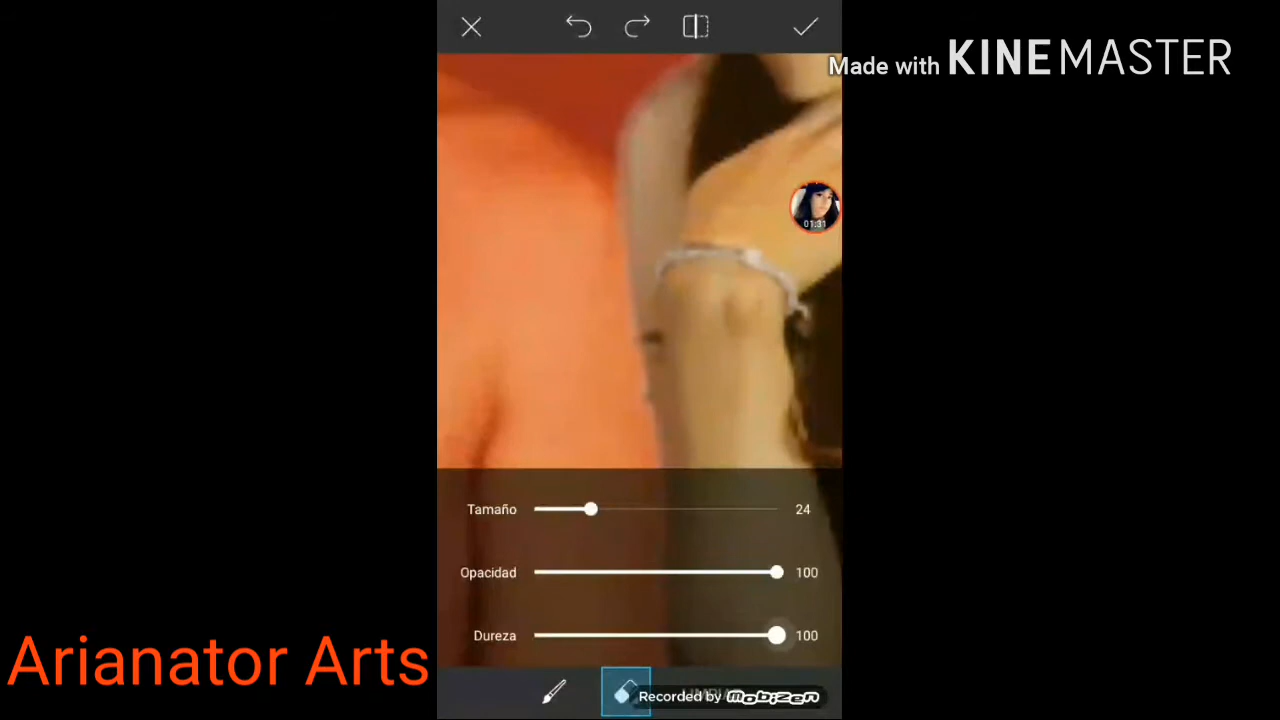 Made with KINEMASTER
01:31
Tamaño 24
Opacidad 100
Dureza 100
Arianator Arts
Recorded by mobizen